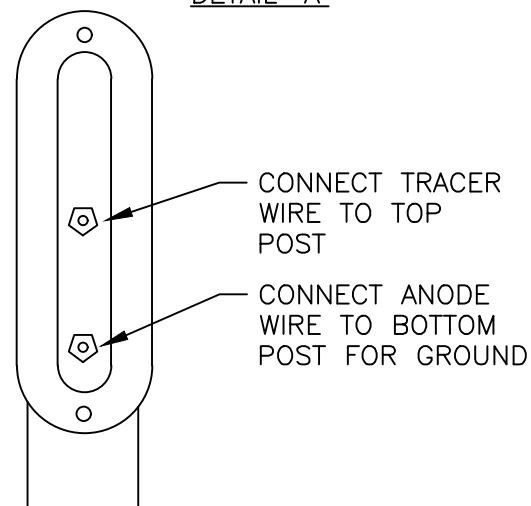 DETAIL "A"
CONNECT TRACER
WIRE TO TOP
POST
CONNECT ANODE
WIRE TO BOTTOM
POST FOR GROUND